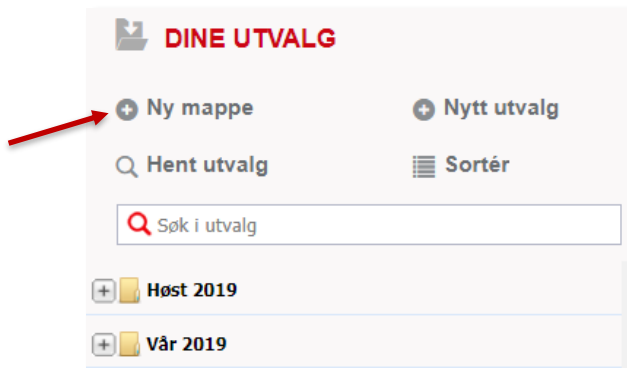 DINE UTVALG
Ny mappe Nytt utvalg
Hent utvalg Sortér
Søk i utvalg
Høst 2019
Vår 2019